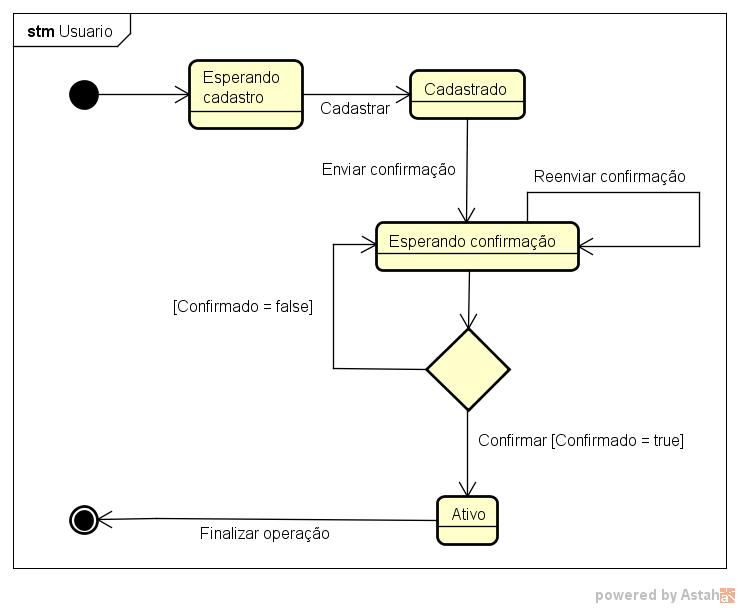 stm Usuario
Esperando
cadastro
Cadastrar
Cadastrado
Enviar confirmação
Reenviar confirmação
Esperando confirmação
[Confirmado = false]
Confirmar [Confirmado = true]
Ativo
Finalizar operação
powered by Astah